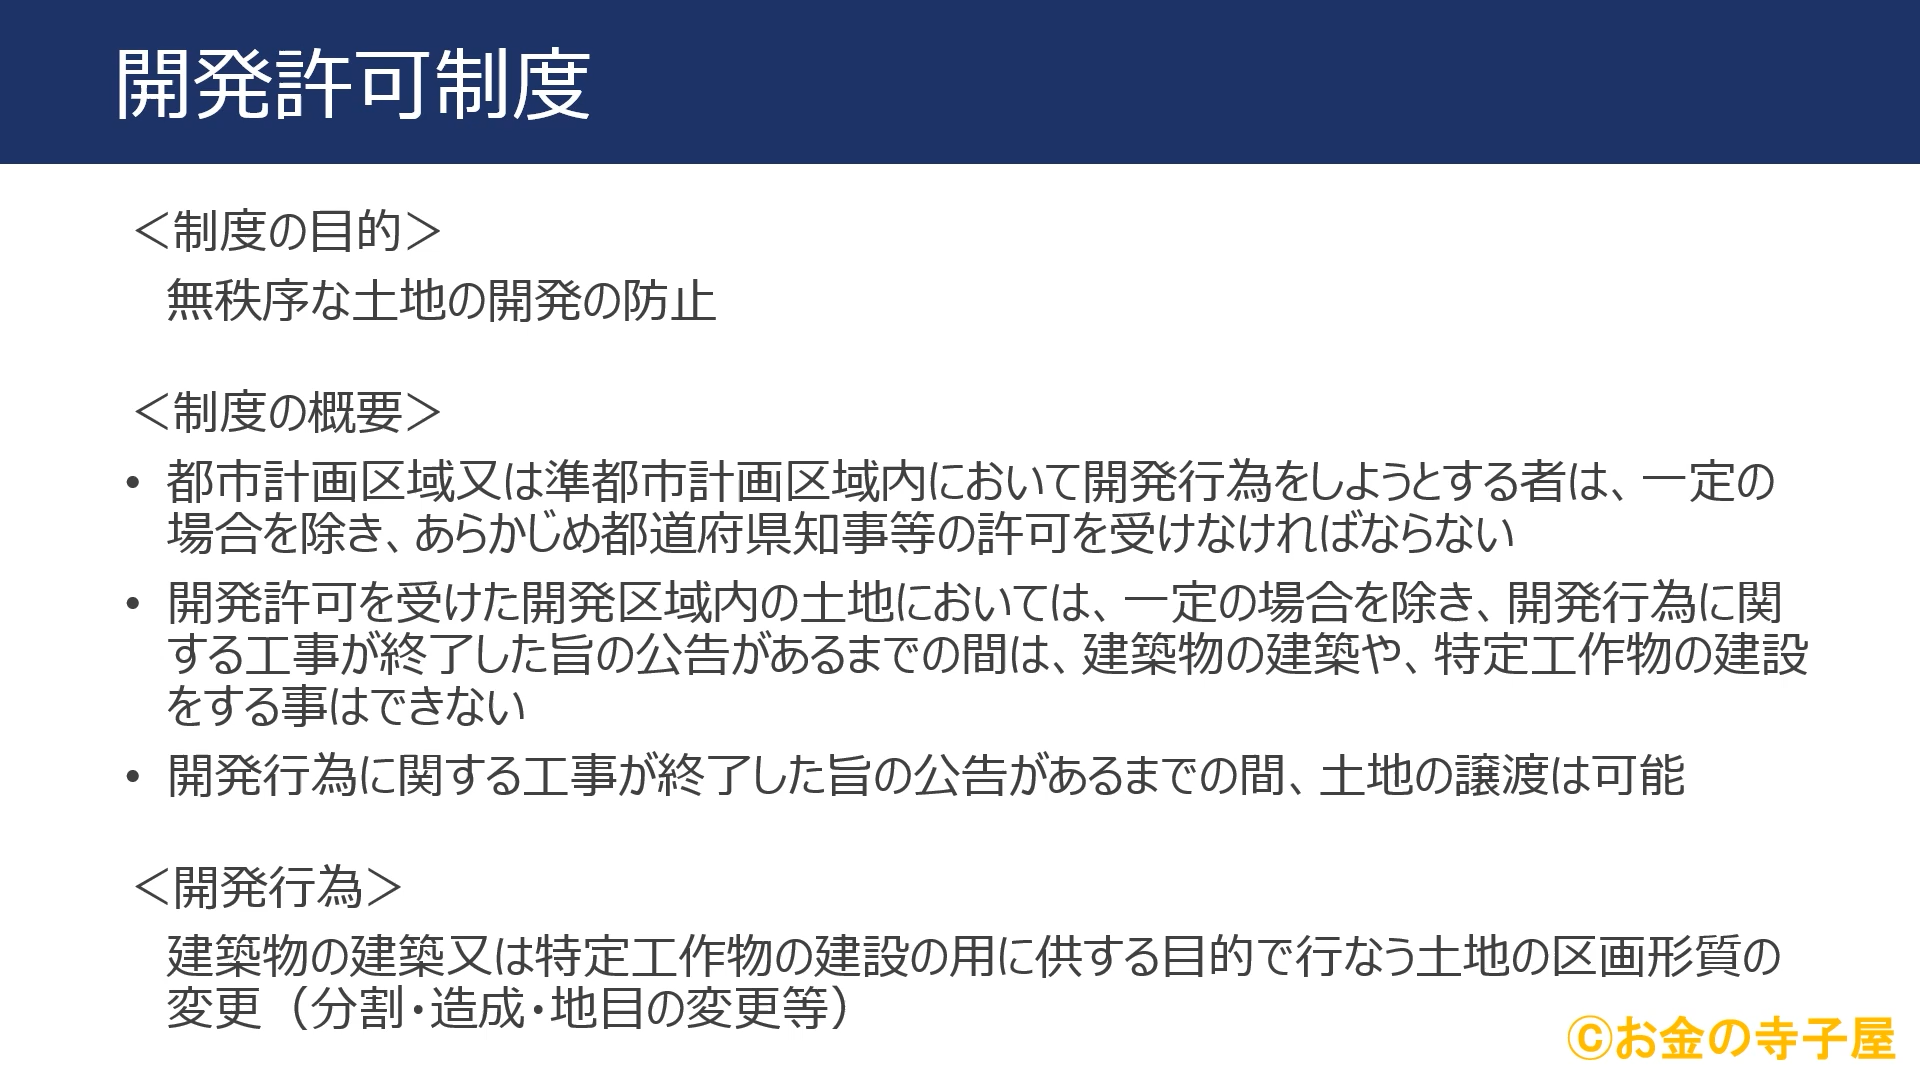 開発許可制度
＜制度の目的＞
無秩序な土地の開発の防止
＜制度の概要＞
• 都市計画区域又は準都市計画区域内において開発行為をしようとする者は、一定の
場合を除き、あらかじめ都道府県知事等の許可を受けなければならない
• 開発許可を受けた開発区域内の土地においては、一定の場合を除き、開発行為に関
する工事が終了した旨の公告があるまでの間は、建築物の建築や、特定工作物の建設
をする事はできない
• 開発行為に関する工事が終了した旨の公告があるまでの間、土地の譲渡は可能
＜開発行為＞
建築物の建築又は特定工作物の建設の用に供する目的で行なう土地の区画形質の
変更（分割・造成・地目の変更等）
©お金の寺子屋